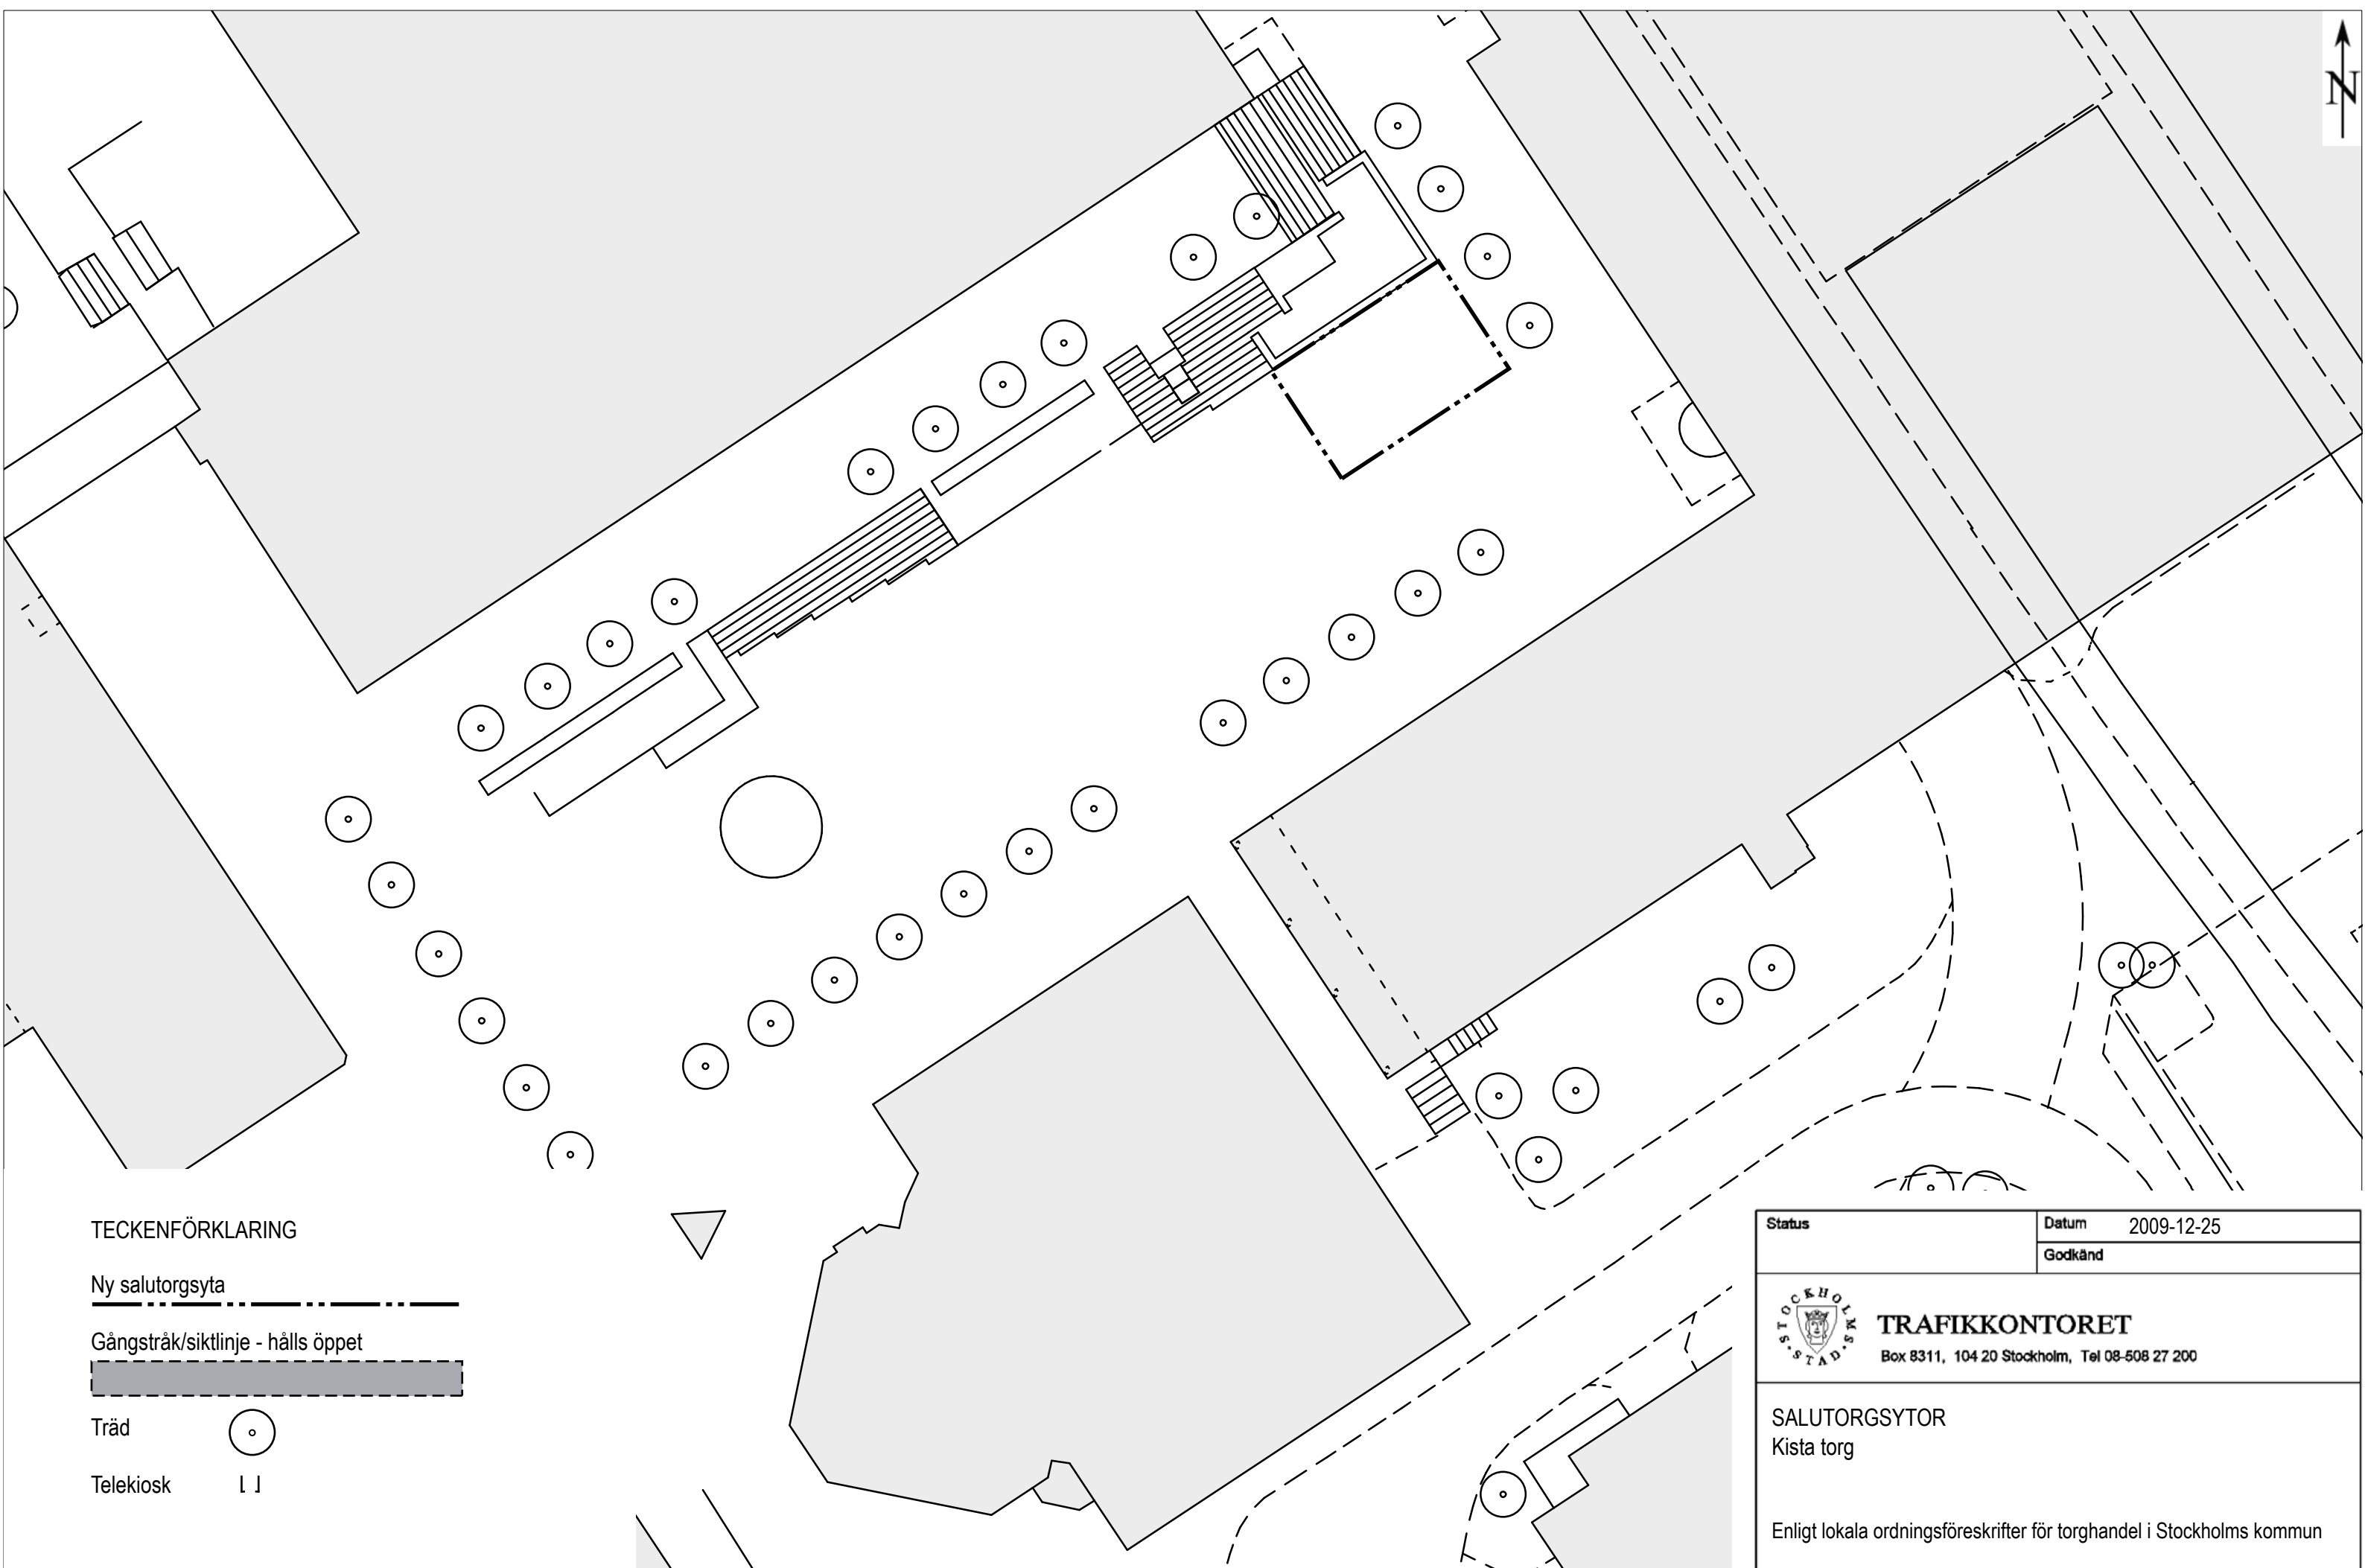 N
TECKENFÖRKLARING
Ny salutorgsyta
Gångstråk/siktlinje - hålls öppet
Träd
Telekiosk
Status
Datum 2009-12-25
Godkänd
STOCKHOLMS STAD
TRAFIKKONTORET
Box 8311, 104 20 Stockholm, Tel 08-508 27 200
SALUTORGSYTOR
Kista torg
Enligt lokala ordningsföreskrifter för torghandel i Stockholms kommun